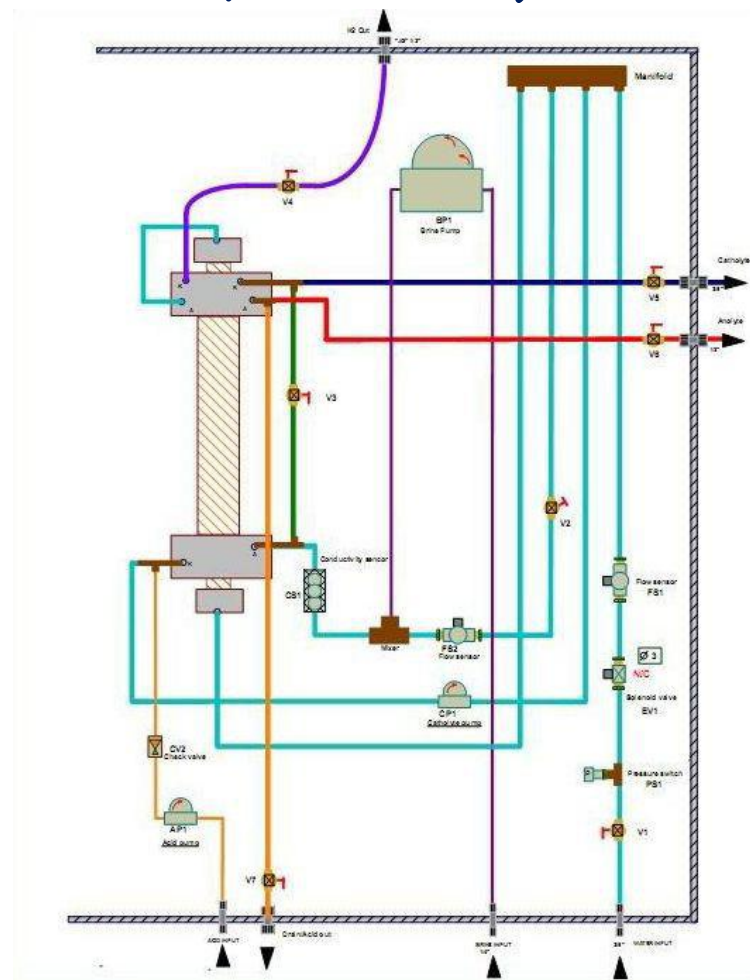 H2 Out
Manifold
V4
BP1
Brine Pump
Catholyte
V5
K
K
A
A
Anolyte
V6
V3
V2
A
K
Conductivity sensor
CS1
Flow sensor
FS1
Mixer
FS2
Flow sensor
Ø 3
N/C
Solenoid valve
EV1
CP1
Catholyte pump
CV2
Check valve
P
Pressure switch
PS1
AP1
Acid pump
V1
V7
Drain/Acid out
ACID INPUT
BRINE INPUT
WATER INPUT